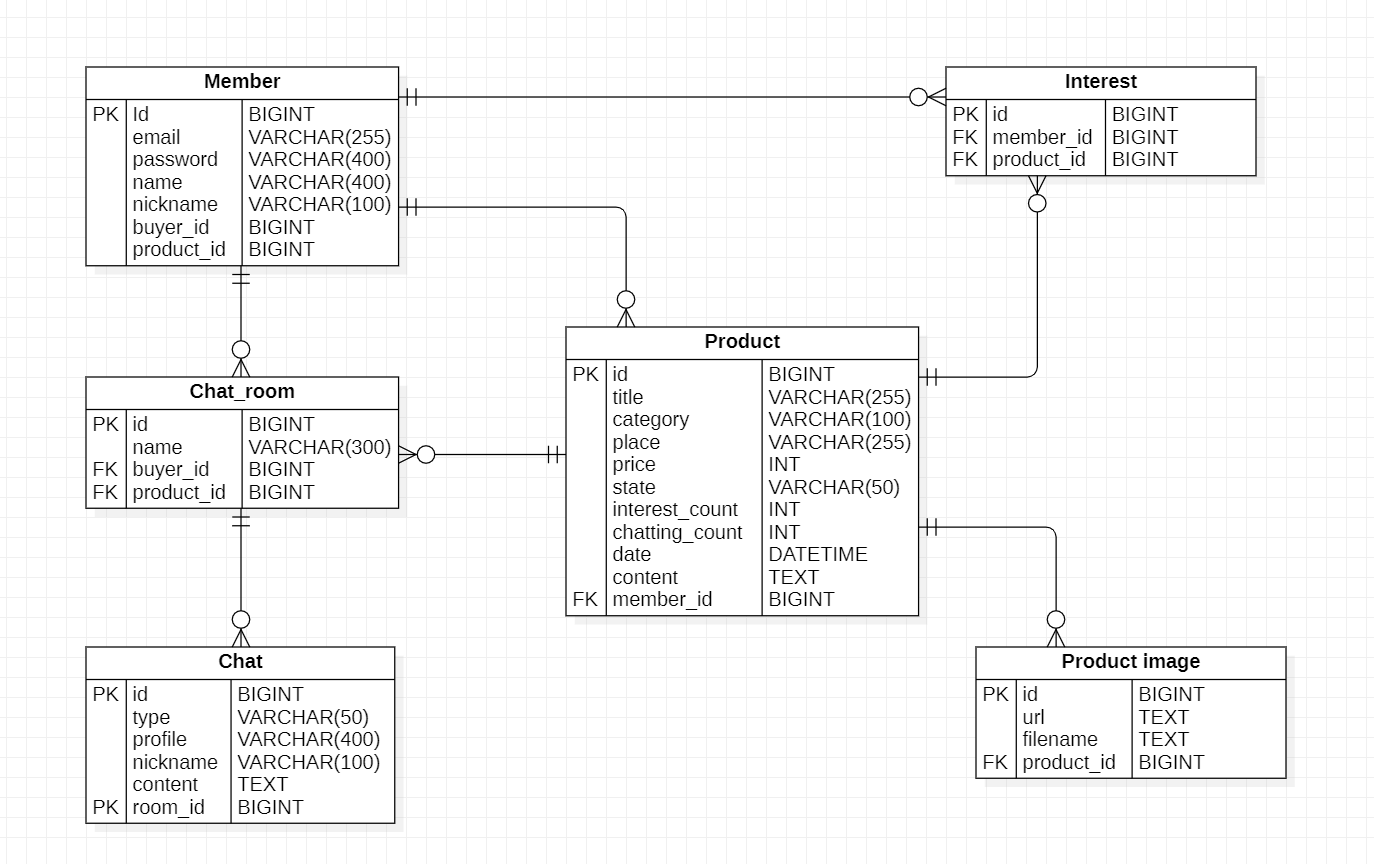 Member
PK Id BIGINT
email VARCHAR(255)
password VARCHAR(400)
name VARCHAR(400)
nickname VARCHAR(100)
buyer_id BIGINT
product_id BIGINT
Interest
PK id BIGINT
FK member_id BIGINT
FK product_id BIGINT
Chat_room
PK id BIGINT
name VARCHAR(300)
FK buyer_id BIGINT
FK product_id BIGINT
Product
PK id BIGINT
title VARCHAR(255)
category VARCHAR(100)
place VARCHAR(255)
price INT
state VARCHAR(50)
interest_count INT
chatting_count INT
date DATETIME
content TEXT
FK member_id BIGINT
Chat
PK id BIGINT
type VARCHAR(50)
profile VARCHAR(400)
nickname VARCHAR(100)
content TEXT
PK room_id BIGINT
Product image
PK id BIGINT
url TEXT
filename TEXT
FK product_id BIGINT